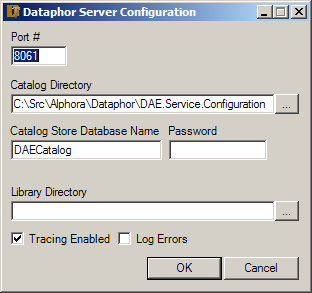 Dataphor Server Configuration
Port #
8061
Catalog Directory
C:\Src\Alphora\Dataphor\DAE.Service.Configuration
...
Catalog Store Database Name Password
DAECatalog
Library Directory
...
Tracing Enabled Log Errors
OK Cancel